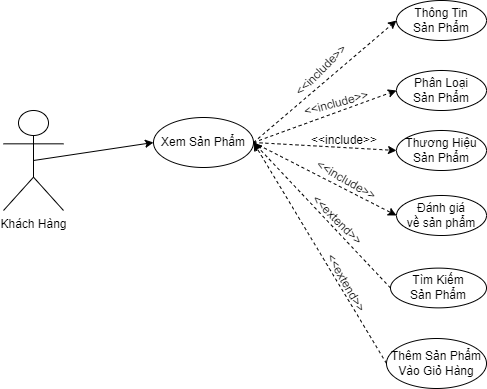 Thông Tin
Sản Phẩm
<<include>>
Phân Loại
Sản Phẩm
<<include>>
Xem Sản Phẩm
<<include>>
Thương Hiệu
Sản Phẩm
<<include>>
Khách Hàng
Đánh giá
về sản phẩm
<<extend>>
Tìm Kiếm
Sản Phẩm
<<extend>>
Thêm Sản Phẩm
Vào Giỏ Hàng